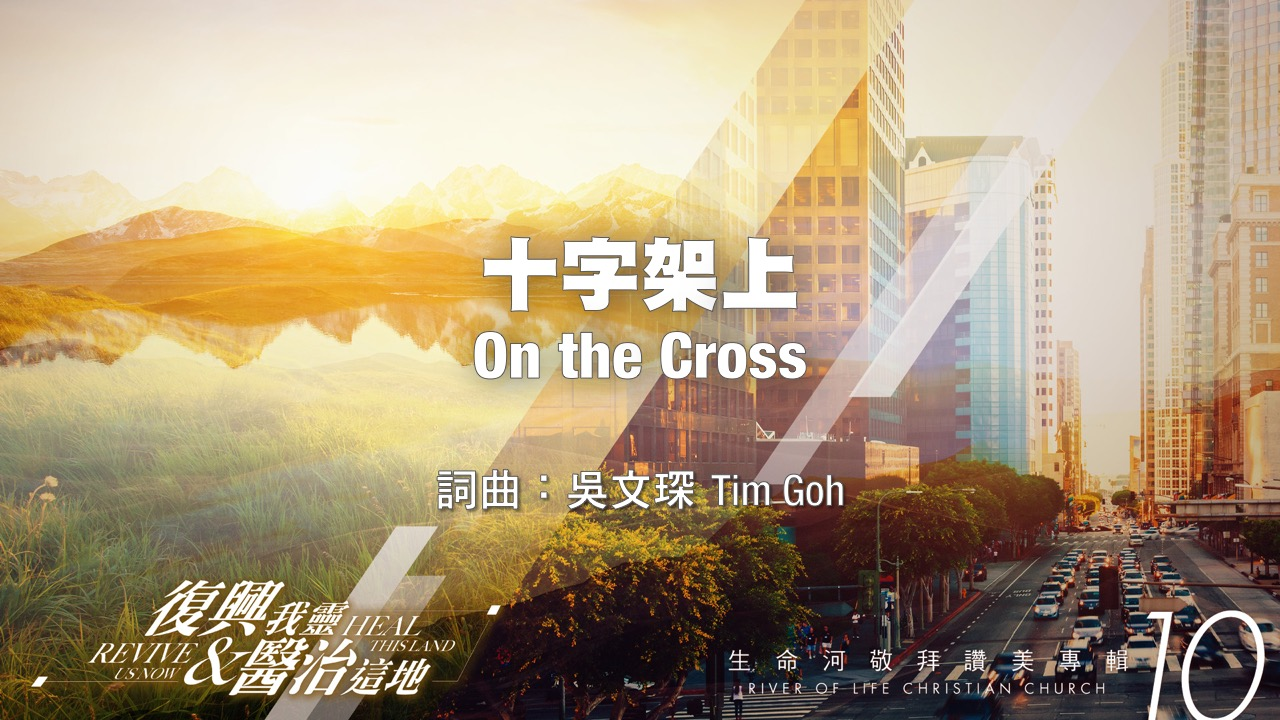 十字架上
On the Cross
詞曲：吳文琛 Tim Goh
復興我靈 HEAL
REVIVE & 醫治這地 THIS LAND
US NOW
生命河敬拜讚美專輯 10
RIVER OF LIFE CHRISTIAN CHURCH